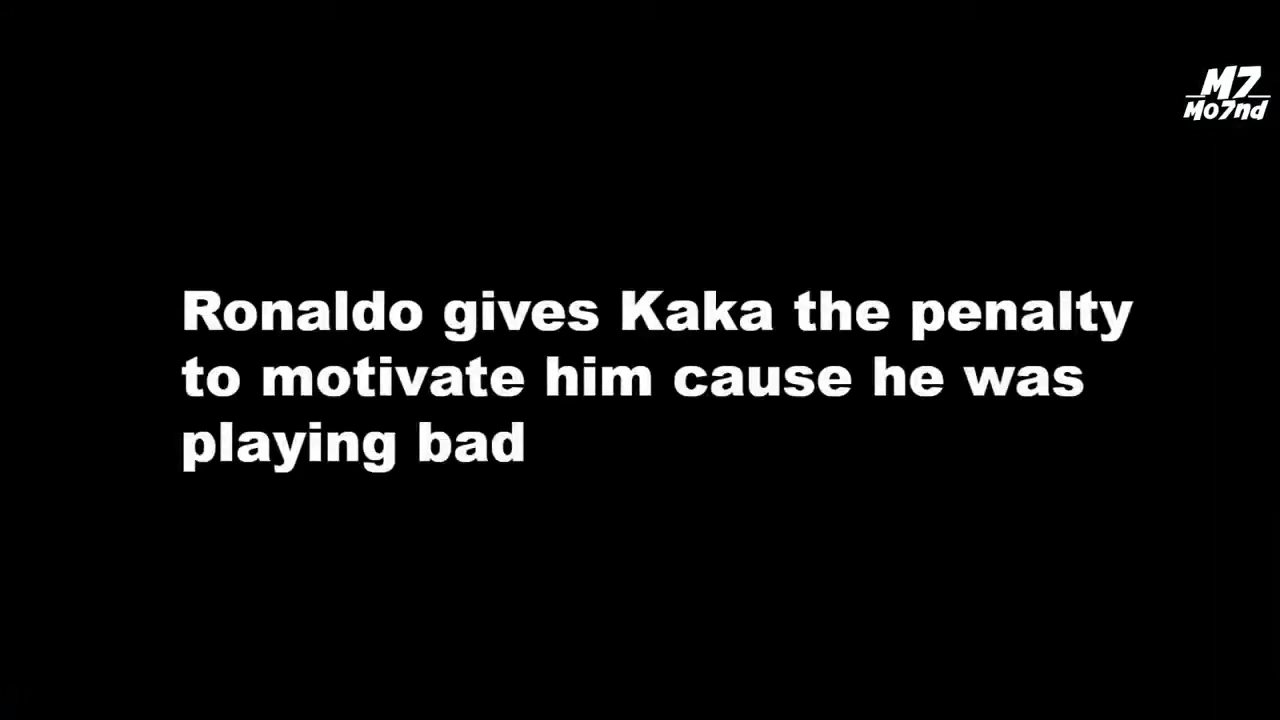 M7
Mo7nd
Ronaldo gives Kaka the penalty
to motivate him cause he was
playing bad